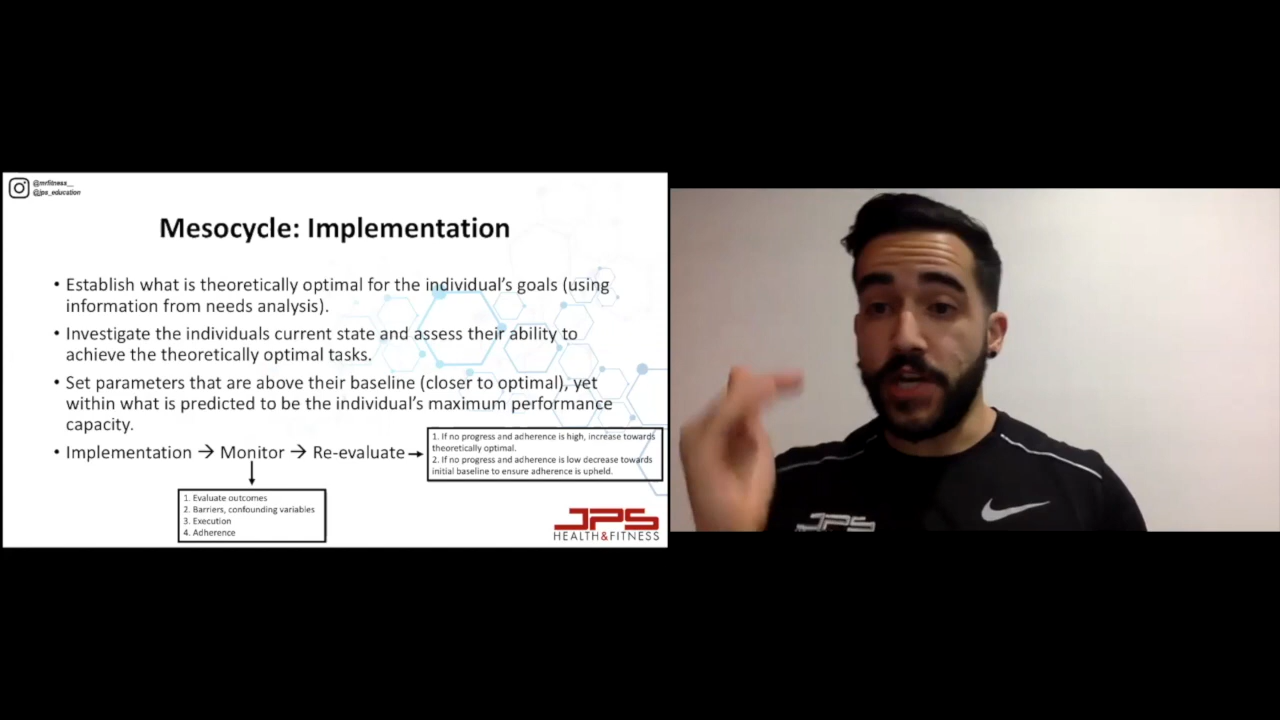 @mrfitness__
@jps_education
Mesocycle: Implementation
• Establish what is theoretically optimal for the individual's goals (using
information from needs analysis).
• Investigate the individuals current state and assess their ability to
achieve the theoretically optimal tasks.
• Set parameters that are above their baseline (closer to optimal), yet
within what is predicted to be the individual's maximum performance
capacity.
• Implementation → Monitor → Re-evaluate →
1. If no progress and adherence is high, increase towards
theoretically optimal.
2. If no progress and adherence is low decrease towards
initial baseline to ensure adherence is upheld.
1. Evaluate outcomes
2. Barriers, confounding variables
3. Execution
4. Adherence
JPS
HEALTH&FITNESS
JPS